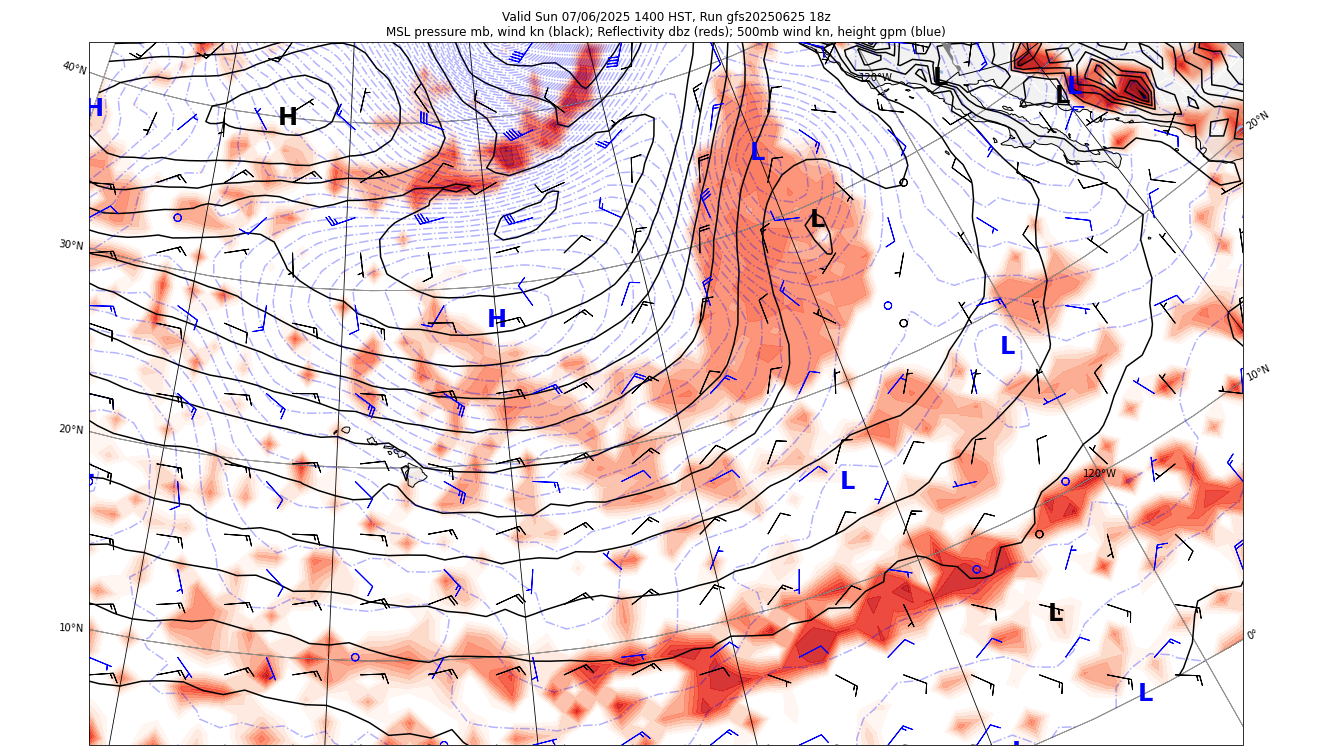 Valid Sun 07/06/2025 1400 HST, Run gfs20250625 18z
MSL pressure mb, wind kn (black); Reflectivity dbz (reds); 500mb wind kn, height gpm (blue)
40°N
120°W
L
L
L
20°N
H
H
L
L
30°N
H
L
10°N
20°N
120°W
L
L
10°N
0°
L